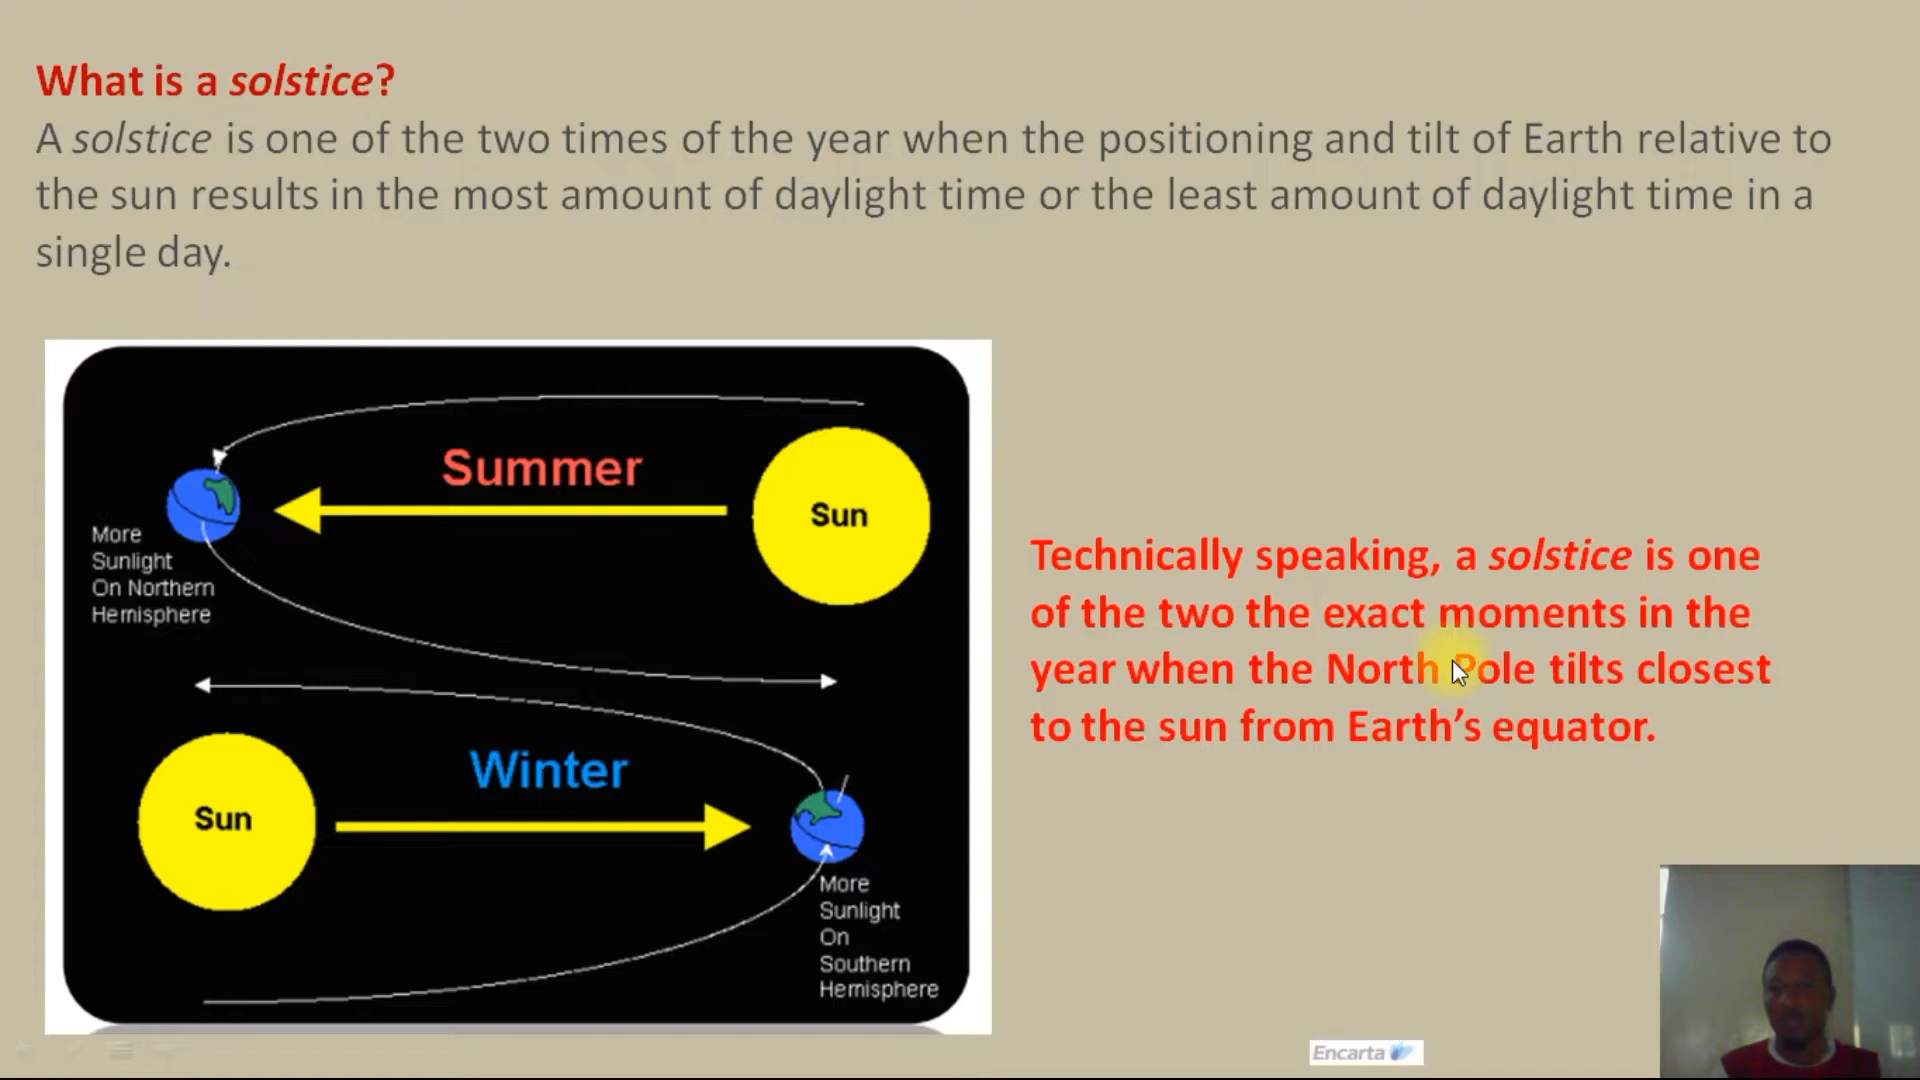 What is a solstice?
A solstice is one of the two times of the year when the positioning and tilt of Earth relative to
the sun results in the most amount of daylight time or the least amount of daylight time in a
single day.
Summer
Sun
More
Sunlight
On Northern
Hemisphere
Technically speaking, a solstice is one
of the two the exact moments in the
year when the North Pole tilts closest
to the sun from Earth's equator.
Winter
Sun
More
Sunlight
On
Southern
Hemisphere
Encarta